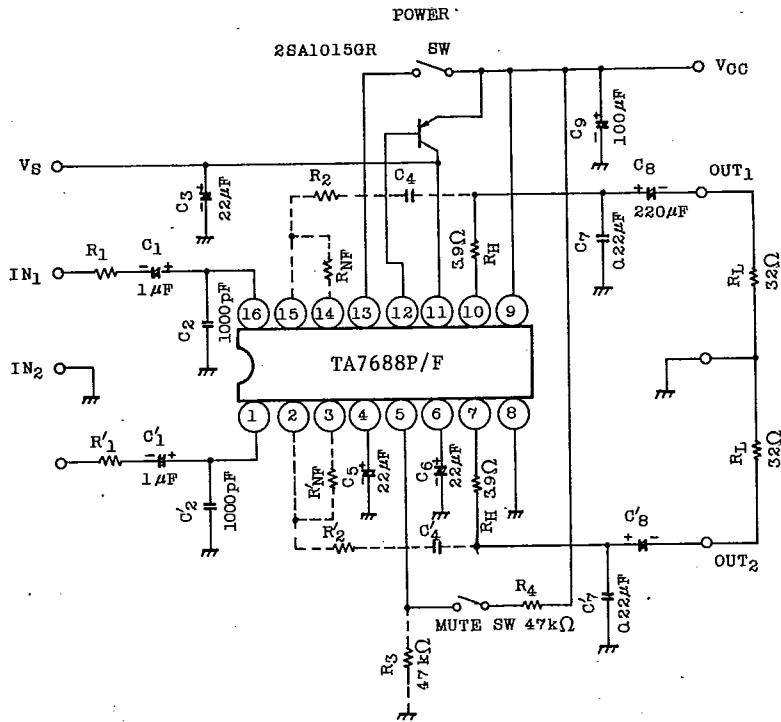 POWER
2SA1015GR SW
VCC
C9
100μF
VS
R2
C4
C8
OUT1
C3
22μF
220μF
R1
C1
IN1
1μF
C2
1000pF
RNF
3.9Ω
RH
C7
0.22μF
RL
32Ω
16 15 14 13 12 11 10 9
TA7688P/F
IN2
1 2 3 4 5 6 7 8
R'1
C'1
1μF
C'2
1000pF
R'NF
C5
22μF
C6
22μF
RH
3.9Ω
RL
32Ω
R'2
C'4
C'8
OUT2
R4
MUTE SW 47kΩ
C'7
0.22μF
R3
47kΩ